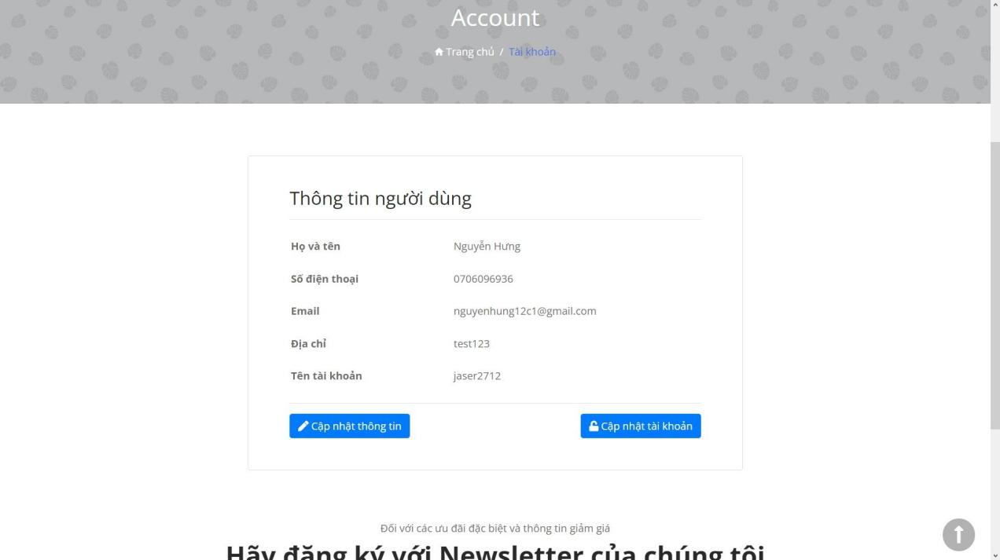 Account
Trang chủ / Tài khoản
Thông tin người dùng
Họ và tên Nguyễn Hưng
Số điện thoại 0706096936
Email nguyenhung12c1@gmail.com
Địa chỉ test123
Tên tài khoản jaser2712
Cập nhật thông tin Cập nhật tài khoản
Đối với các ưu đãi đặc biệt và thông tin giảm giá
Hãy đăng ký với Newsletter của chúng tôi